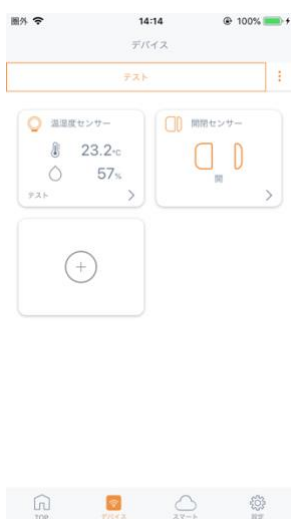 圏外 14:14 100%
デバイス
テスト
温湿度センサー
23.2℃
57%
テスト
開閉センサー
開
TOP デバイス スマート 設定